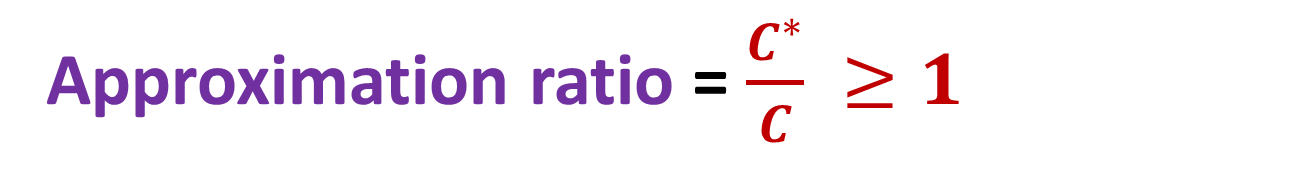 Approximation ratio = C*/C ≥ 1